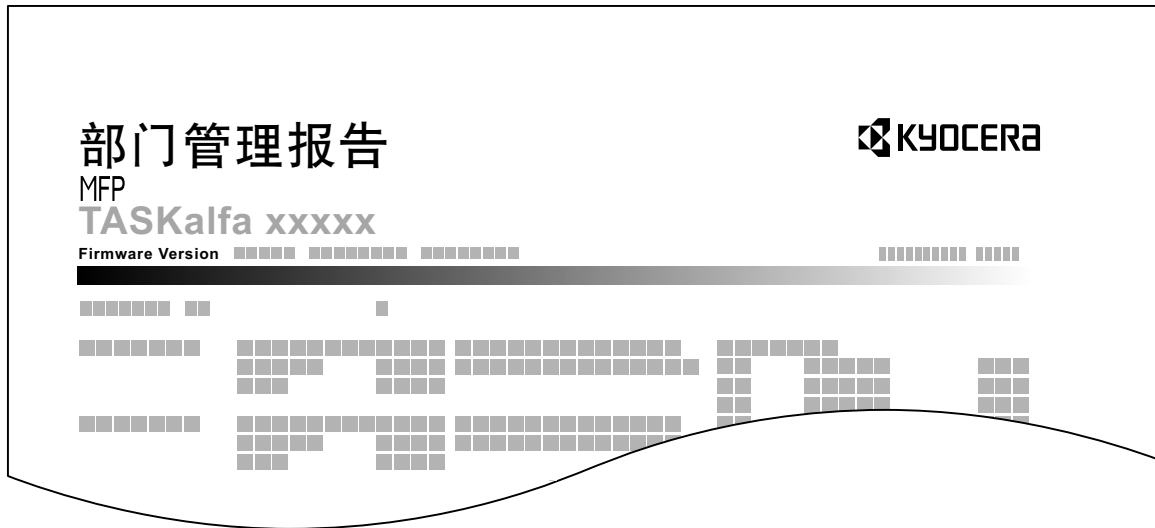 部门管理报告
KYOCERA
MFP
TASKalfa xxxxx
Firmware Version